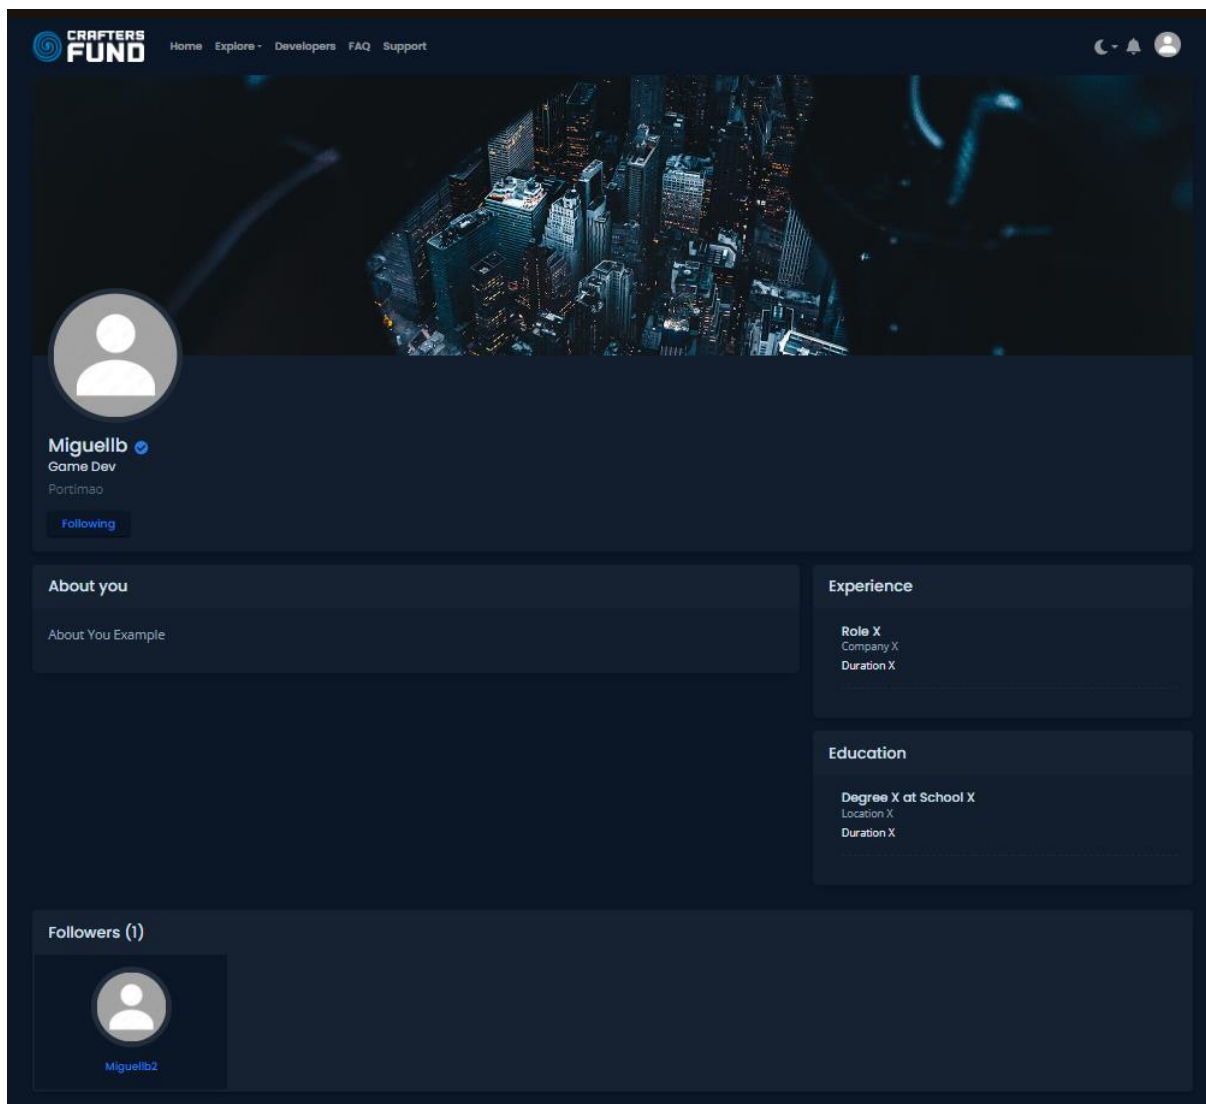 CRAFTERS
FUND
Home Explore Developers FAQ Support
Miguellb
Game Dev
Portimao
Following
About you
About You Example
Experience
Role X
Company X
Duration X
Education
Degree X at School X
Location X
Duration X
Followers (1)
Miguellb2